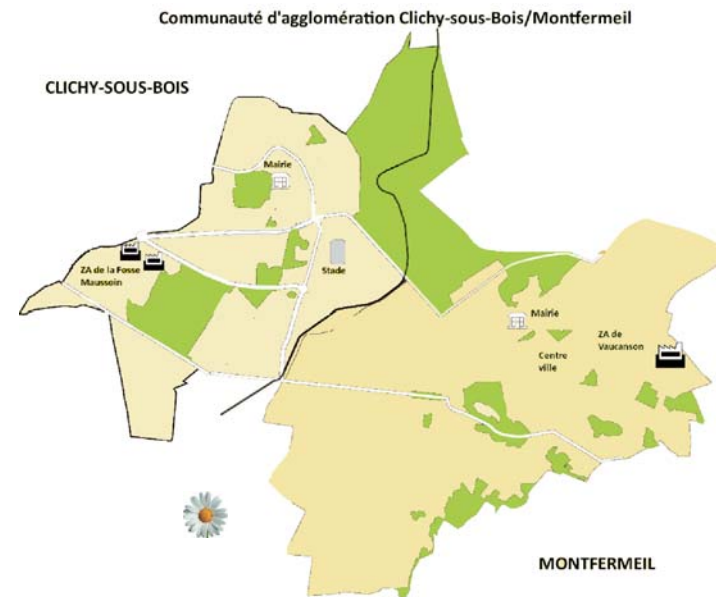 Communauté d'agglomération Clichy-sous-Bois/Montfermeil
CLICHY-SOUS-BOIS
Mairie
ZA de la Fosse
Maussoin
Stade
Mairie
ZA de
Vaucanson
Centre
ville
MONTFERMEIL